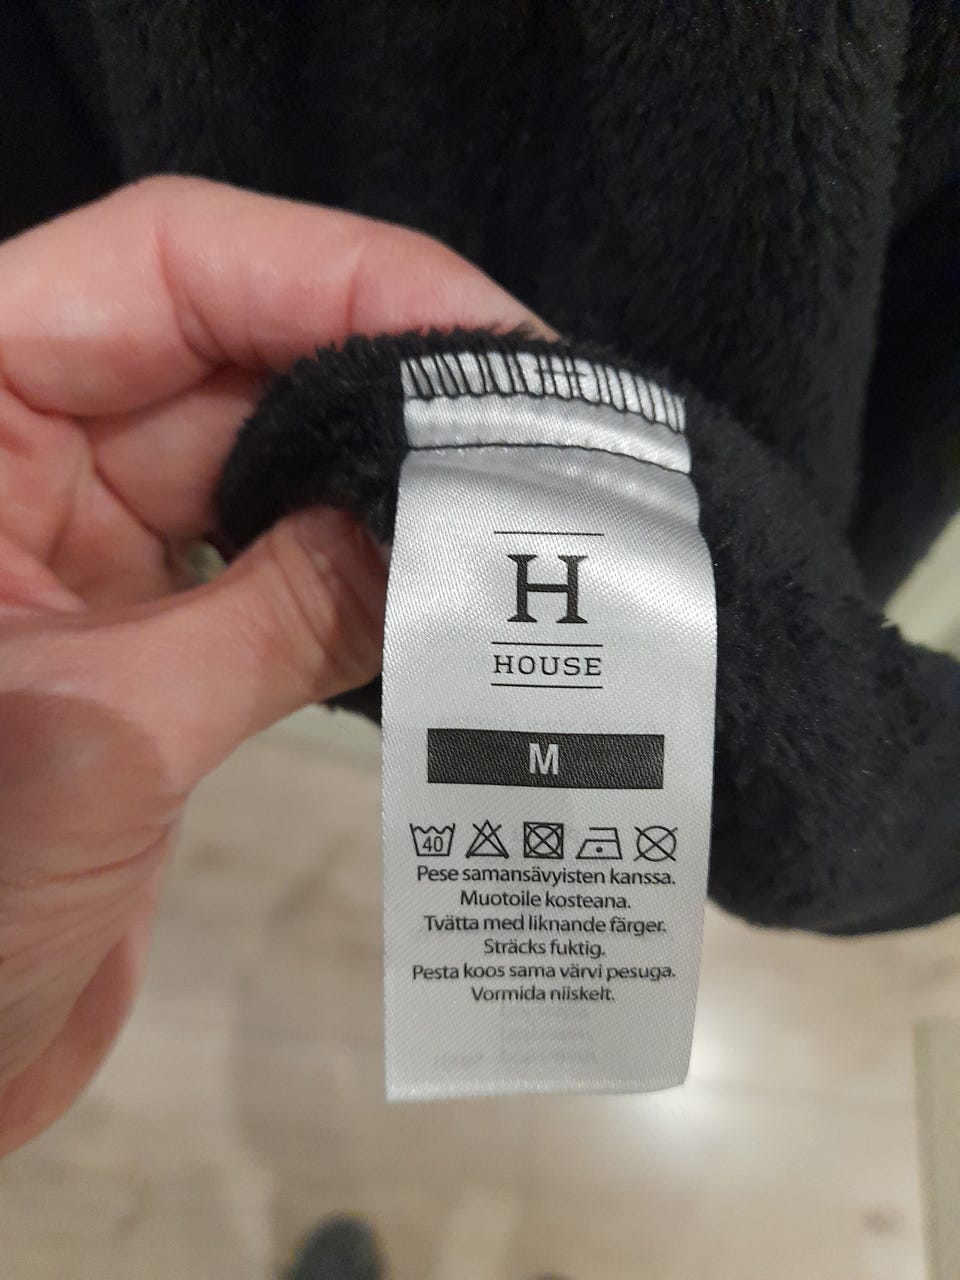 H
HOUSE
M
40
Pese samansävyisten kanssa.
Muotoile kosteana.
Tvätta med liknande färger.
Sträcks fuktig.
Pesta koos sama värvi pesuga.
Vormida niiskelt.